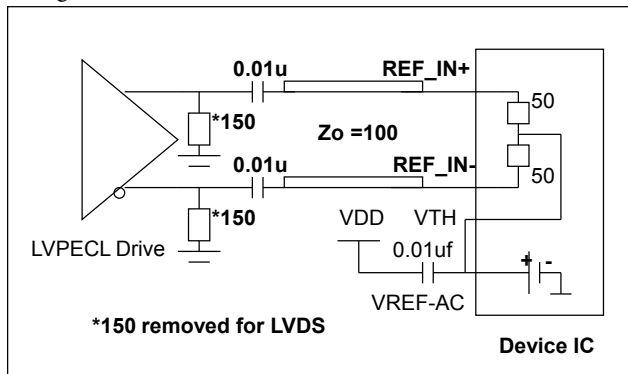 0.01u
REF_IN+
50
*150
Zo =100
0.01u
REF_IN-
50
*150
VDD
VTH
LVPECL Drive
0.01uf
+ -
VREF-AC
*150 removed for LVDS
Device IC